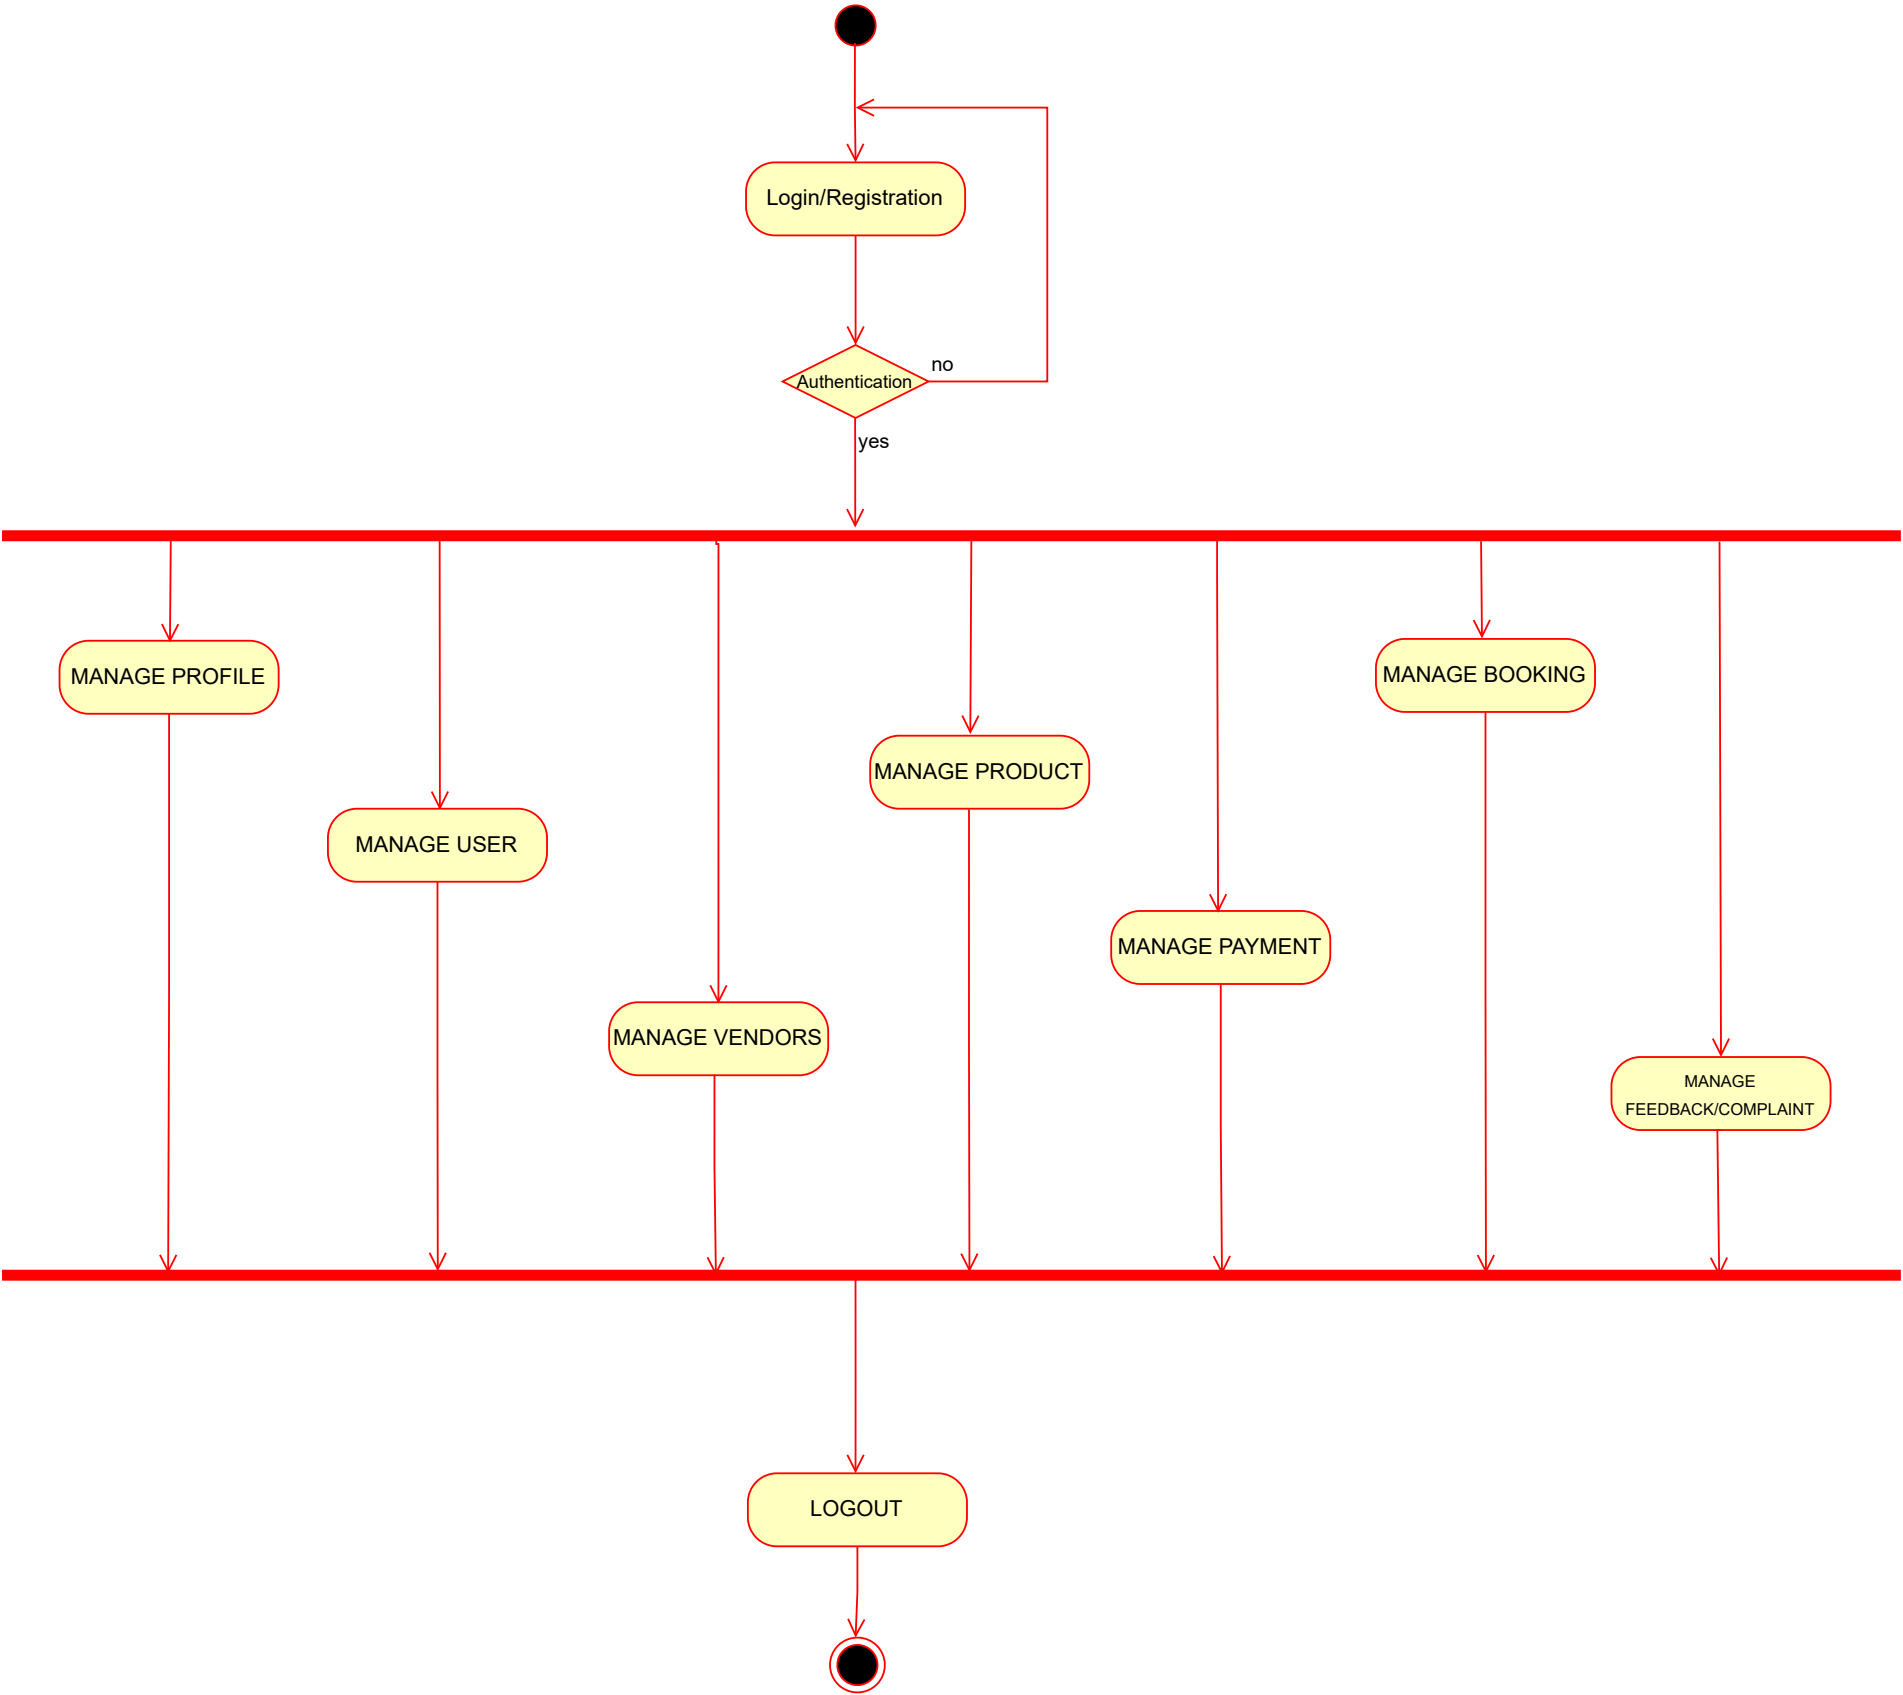 Login/Registration
no
Authentication
yes
MANAGE PROFILE
MANAGE BOOKING
MANAGE PRODUCT
MANAGE USER
MANAGE PAYMENT
MANAGE VENDORS
MANAGE
FEEDBACK/COMPLAINT
LOGOUT